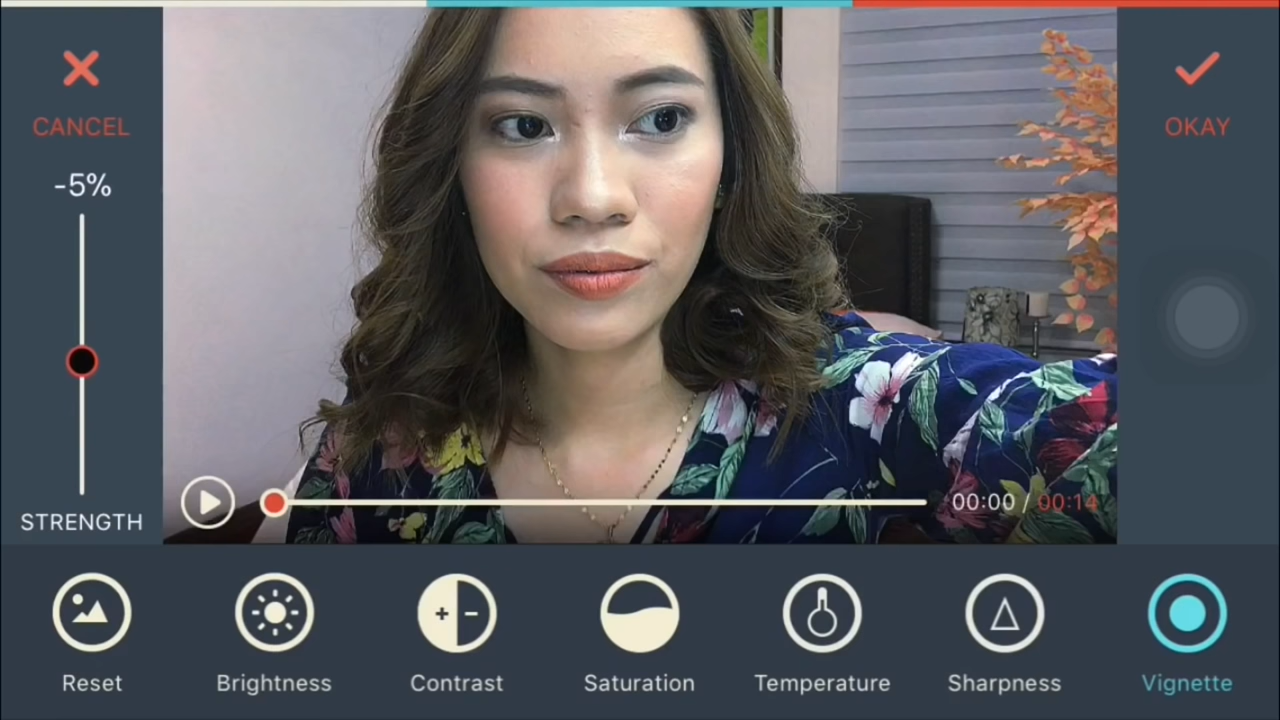 CANCEL
OKAY
-5%
00:00 / 00:14
STRENGTH
Reset
Brightness
Contrast
Saturation
Temperature
Sharpness
Vignette